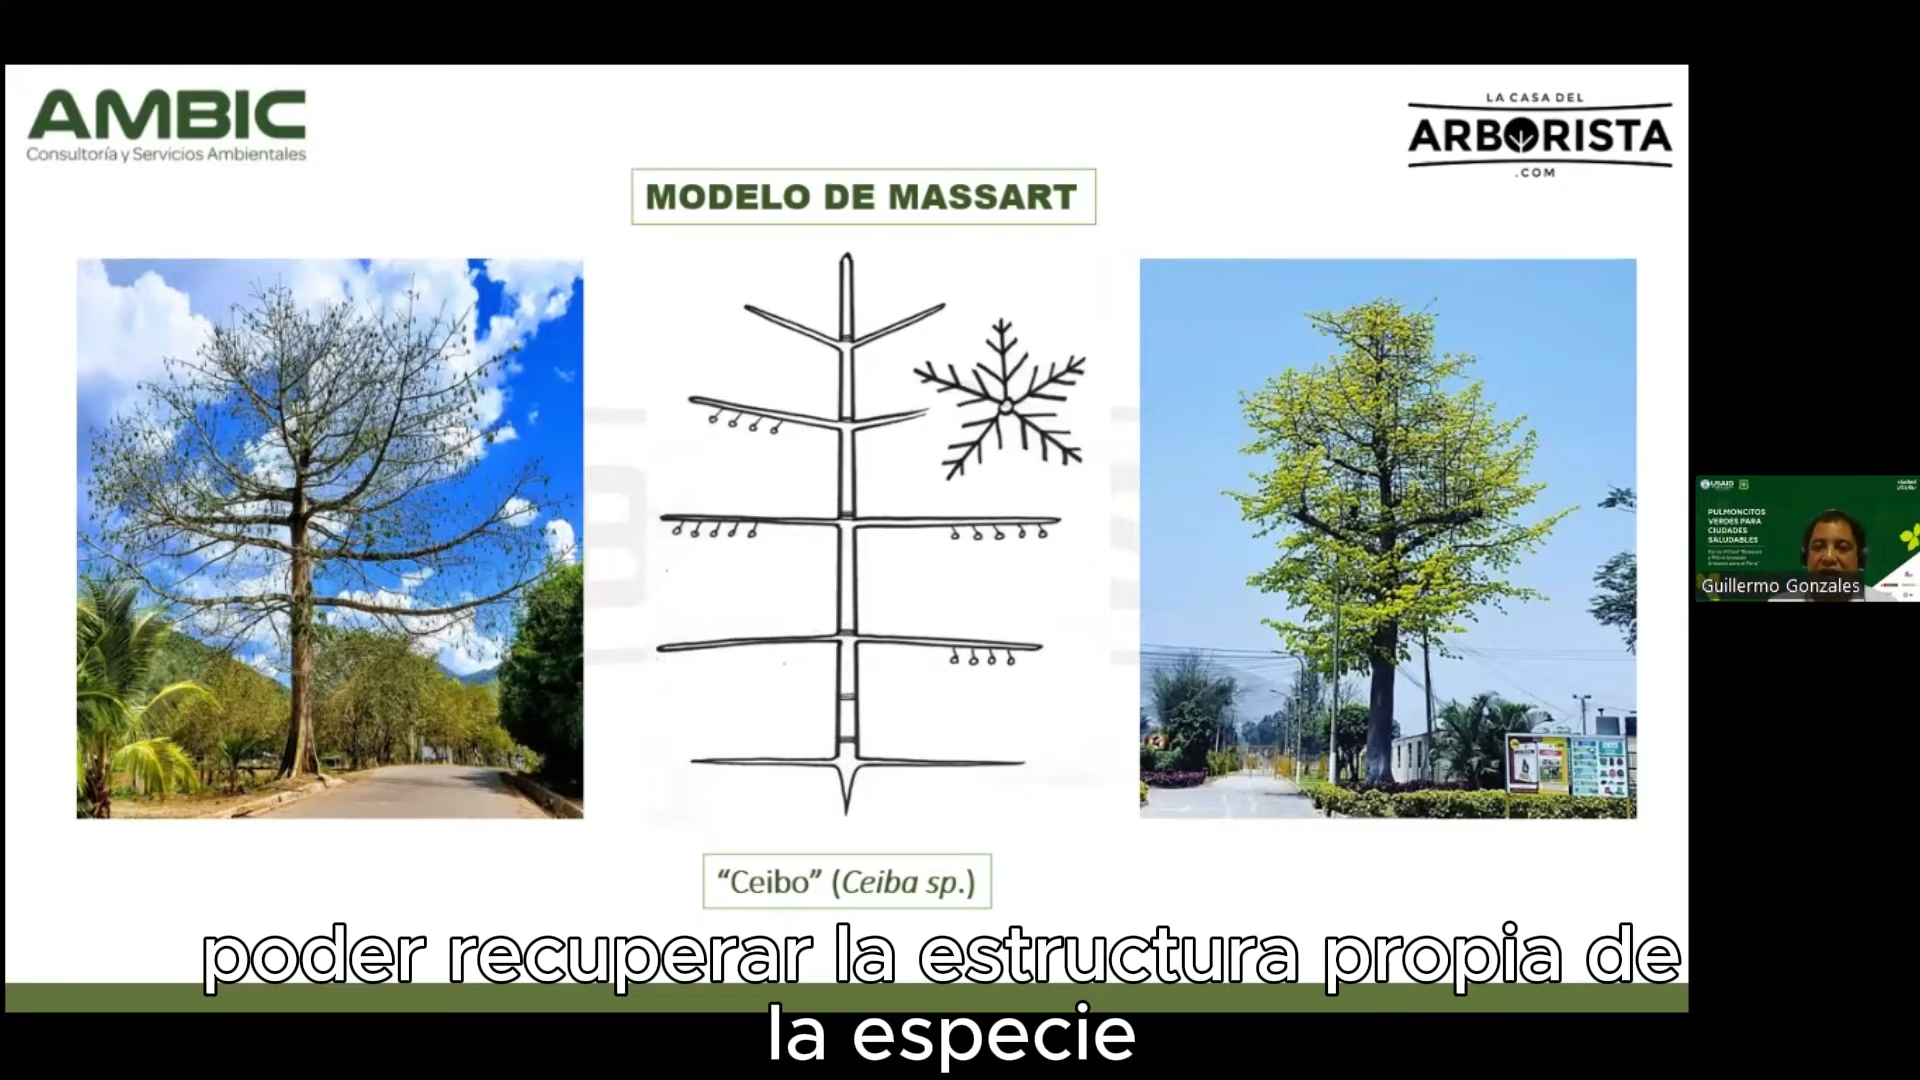 AMBIC
Consultoría y Servicios Ambientales
LA CASA DEL
ARBORISTA
.COM
MODELO DE MASSART
"Ceibo" (Ceiba sp.)
USAID
PULMONCITOS
VERDES PARA
CIUDADES
SALUDABLES
Guillermo Gonzales
poder recuperar la estructura propia de
la especie